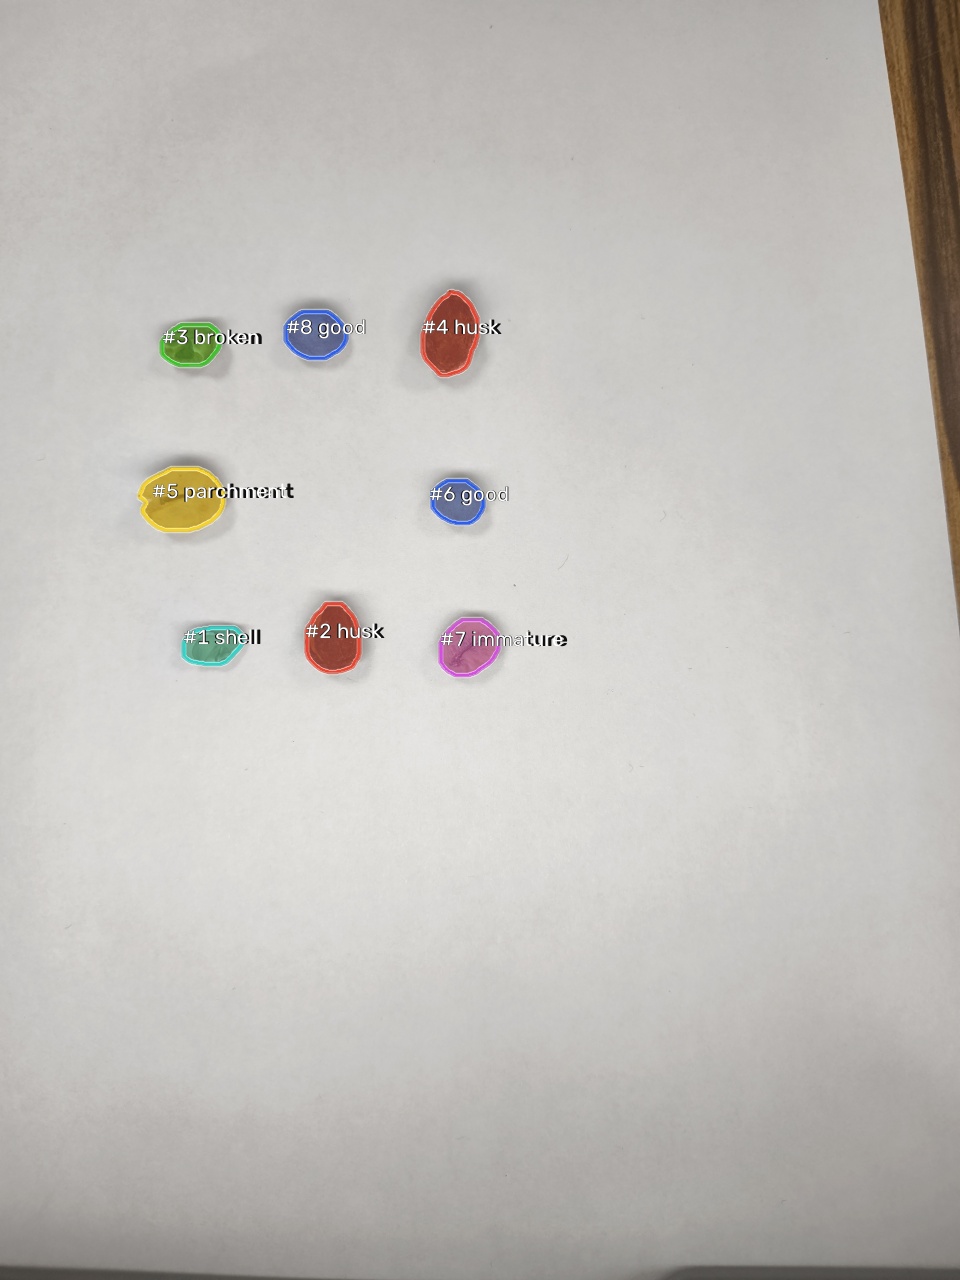 #3 broken
#8 good
#4 husk
#5 parchment
#6 good
#1 shell
#2 husk
#7 immature